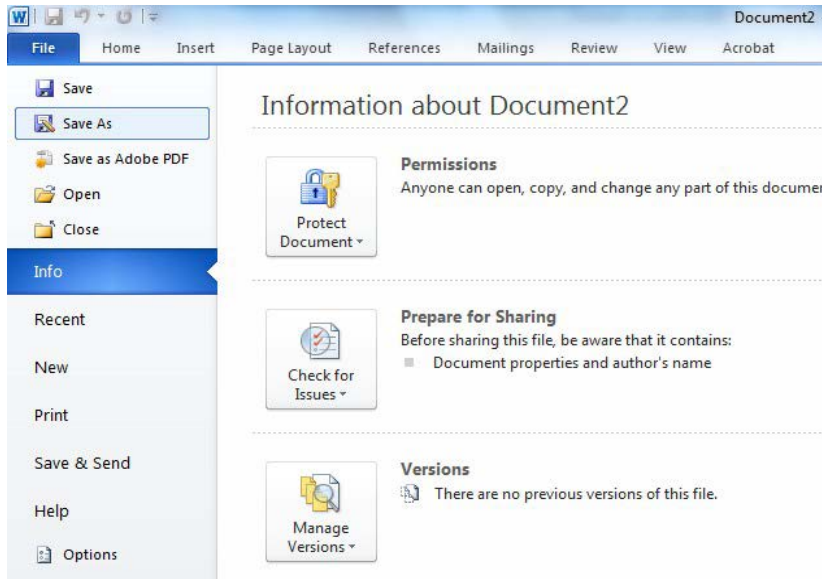 W
Document2
File Home Insert Page Layout References Mailings Review View Acrobat
Save
Save As
Save as Adobe PDF
Open
Close
Info
Recent
New
Print
Save & Send
Help
Options
Information about Document2
Protect
Document
Permissions
Anyone can open, copy, and change any part of this documer
Check for
Issues
Prepare for Sharing
Before sharing this file, be aware that it contains:
Document properties and author's name
Manage
Versions
Versions
There are no previous versions of this file.